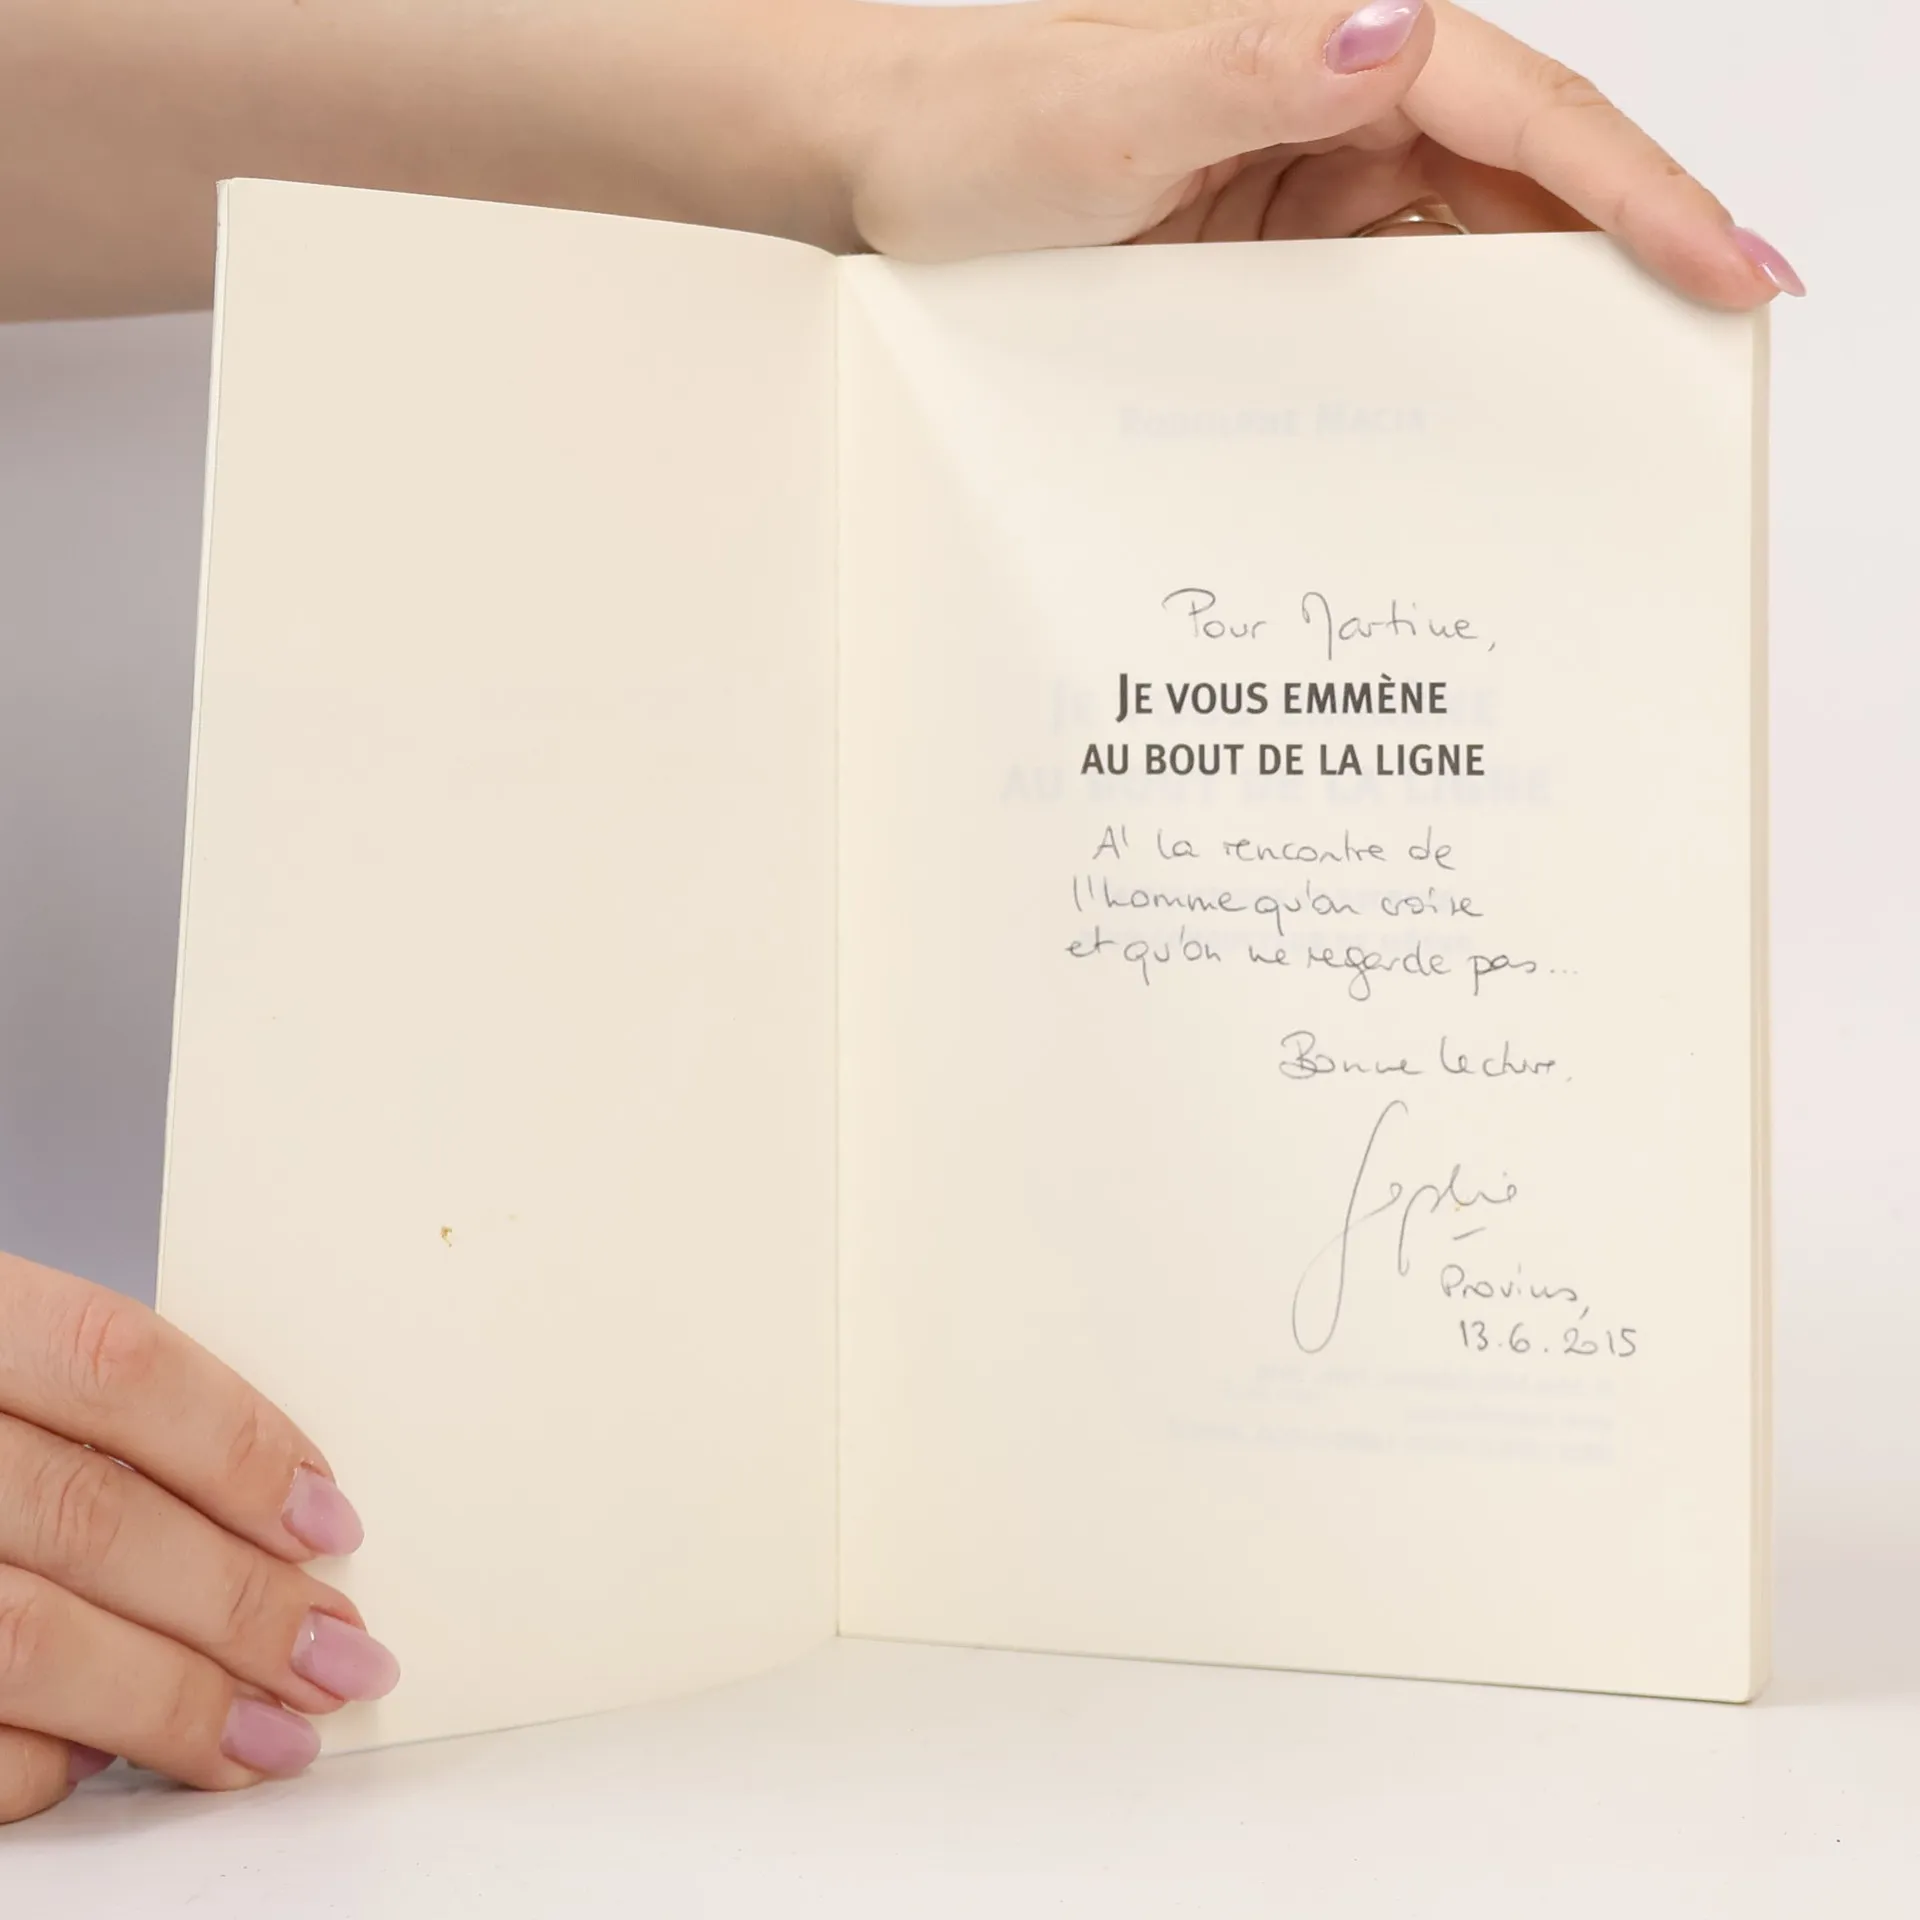 Pour Martine,
JE VOUS EMMÈNE
AU BOUT DE LA LIGNE
A' la rencontre de
l'homme qu'on croise
et qu'on ne regarde pas...
Bonne lecture.
Sophie
Provins,
13.6.2015